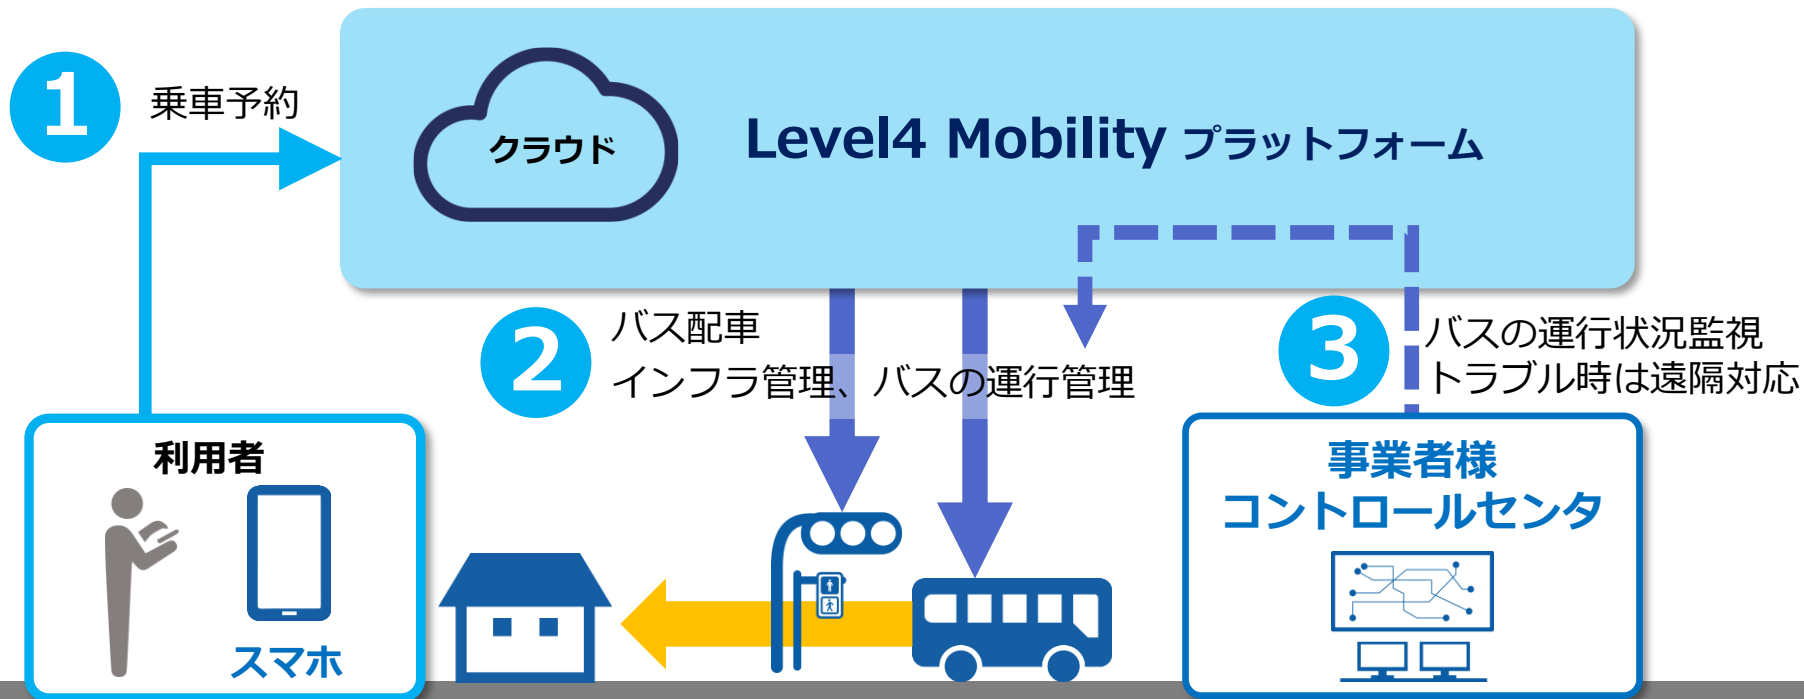 1
乗車予約
クラウド
Level4 Mobility プラットフォーム
2
バス配車
インフラ管理、バスの運行管理
3
バスの運行状況監視
トラブル時は遠隔対応
利用者
スマホ
事業者様
コントロールセンタ